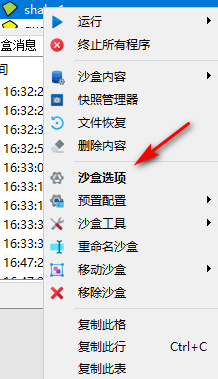 运行
终止所有程序
盒消息
沙盒内容
间
快照管理器
16:32:2
文件恢复
16:32:2
删除内容
16:32:2
16:32:5
16:33:0
沙盒选项
16:33:1
预置配置
16:33:1
沙盒工具
16:33:3
重命名沙盒
16:33:3
移动沙盒
16:47:2
移除沙盒
复制此格
复制此行 Ctrl+C
复制此表